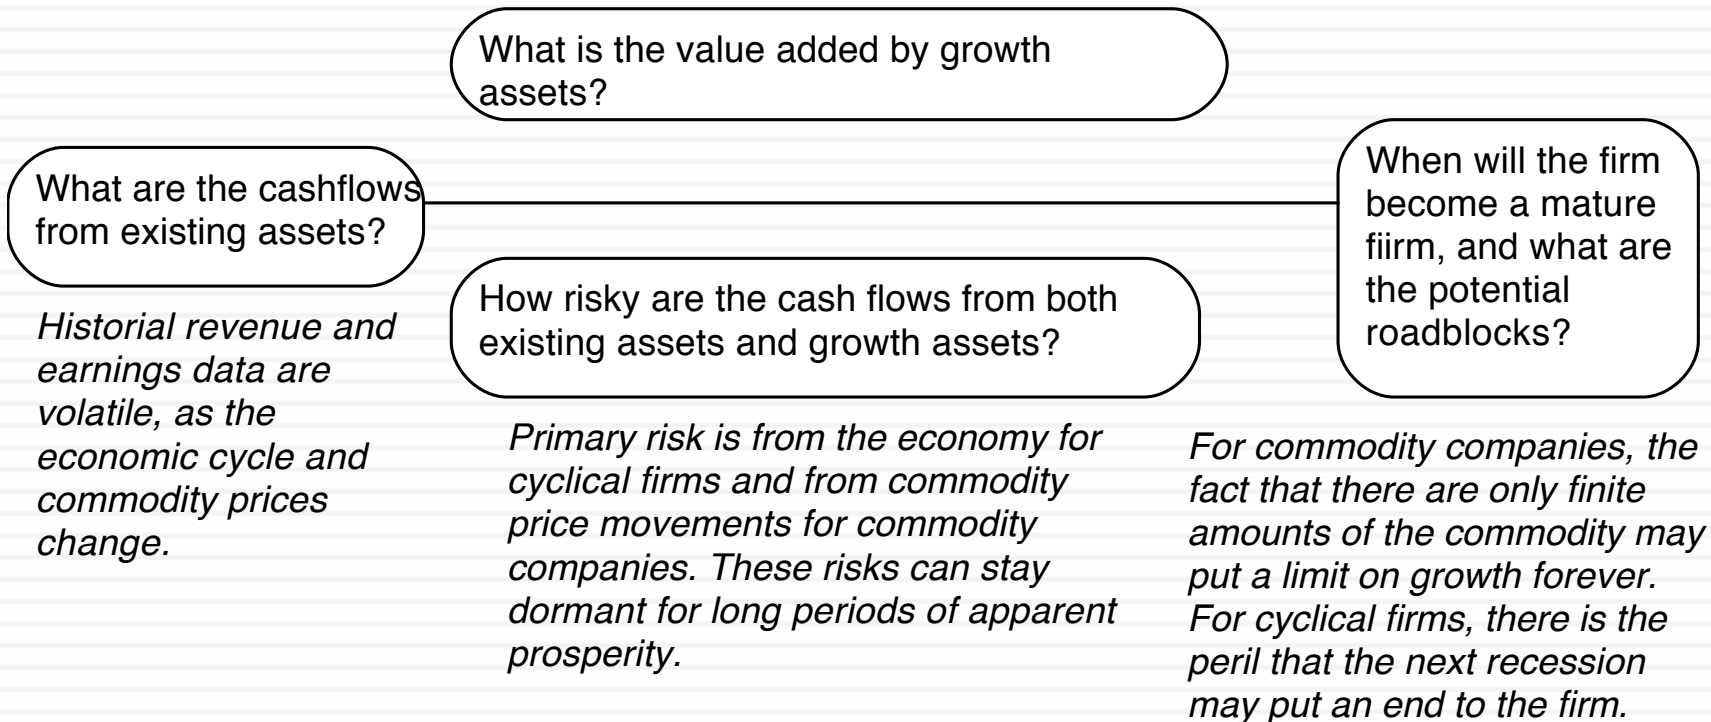 What is the value added by growth
assets?
What are the cashflows
from existing assets?
Historial revenue and
earnings data are
volatile, as the
economic cycle and
commodity prices
change.
How risky are the cash flows from both
existing assets and growth assets?
Primary risk is from the economy for
cyclical firms and from commodity
price movements for commodity
companies. These risks can stay
dormant for long periods of apparent
prosperity.
When will the firm
become a mature
fiirm, and what are
the potential
roadblocks?
For commodity companies, the
fact that there are only finite
amounts of the commodity may
put a limit on growth forever.
For cyclical firms, there is the
peril that the next recession
may put an end to the firm.